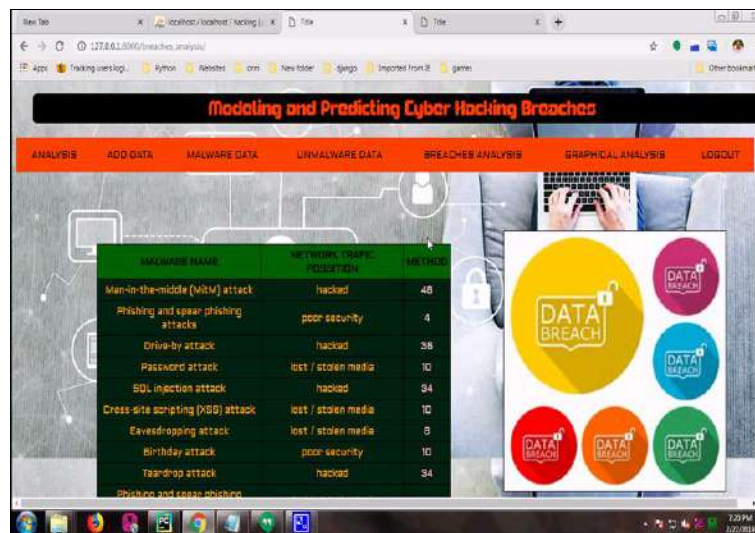 New Tab
localhost / localhost / hacking |
Title
Title
127.0.0.1:8000/breaches_analysis/
Apps
Tracking users logi..
Python
Websites
crm
New folder
django
Imported From IE
games
Other bookmar
Modeling and Predicting Cyber Hacking Breaches
ANALYSIS ADD DATA MALWARE DATA UNMALWARE DATA BREACHES ANALYSIS GRAPHICAL ANALYSIS LOGOUT
MALWARE NAME NETWORK TRAFIC POSSITION METHOD
Man-in-the-middle (MitM) attack hacked 48
Phishing and spear phishing attacks poor security 4
Drive-by attack hacked 38
Password attack lost / stolen media 10
SQL injection attack hacked 34
Cross-site scripting (XSS) attack lost / stolen media 10
Eavesdropping attack lost / stolen media 8
Birthday attack poor security 10
Teardrop attack hacked 34
Phishing and spear phishing
DATA
BREACH
DATA
BREACH
DATA
BREACH
DATA
BREACH
DATA
BREACH
DATA
BREACH
7:20 PM